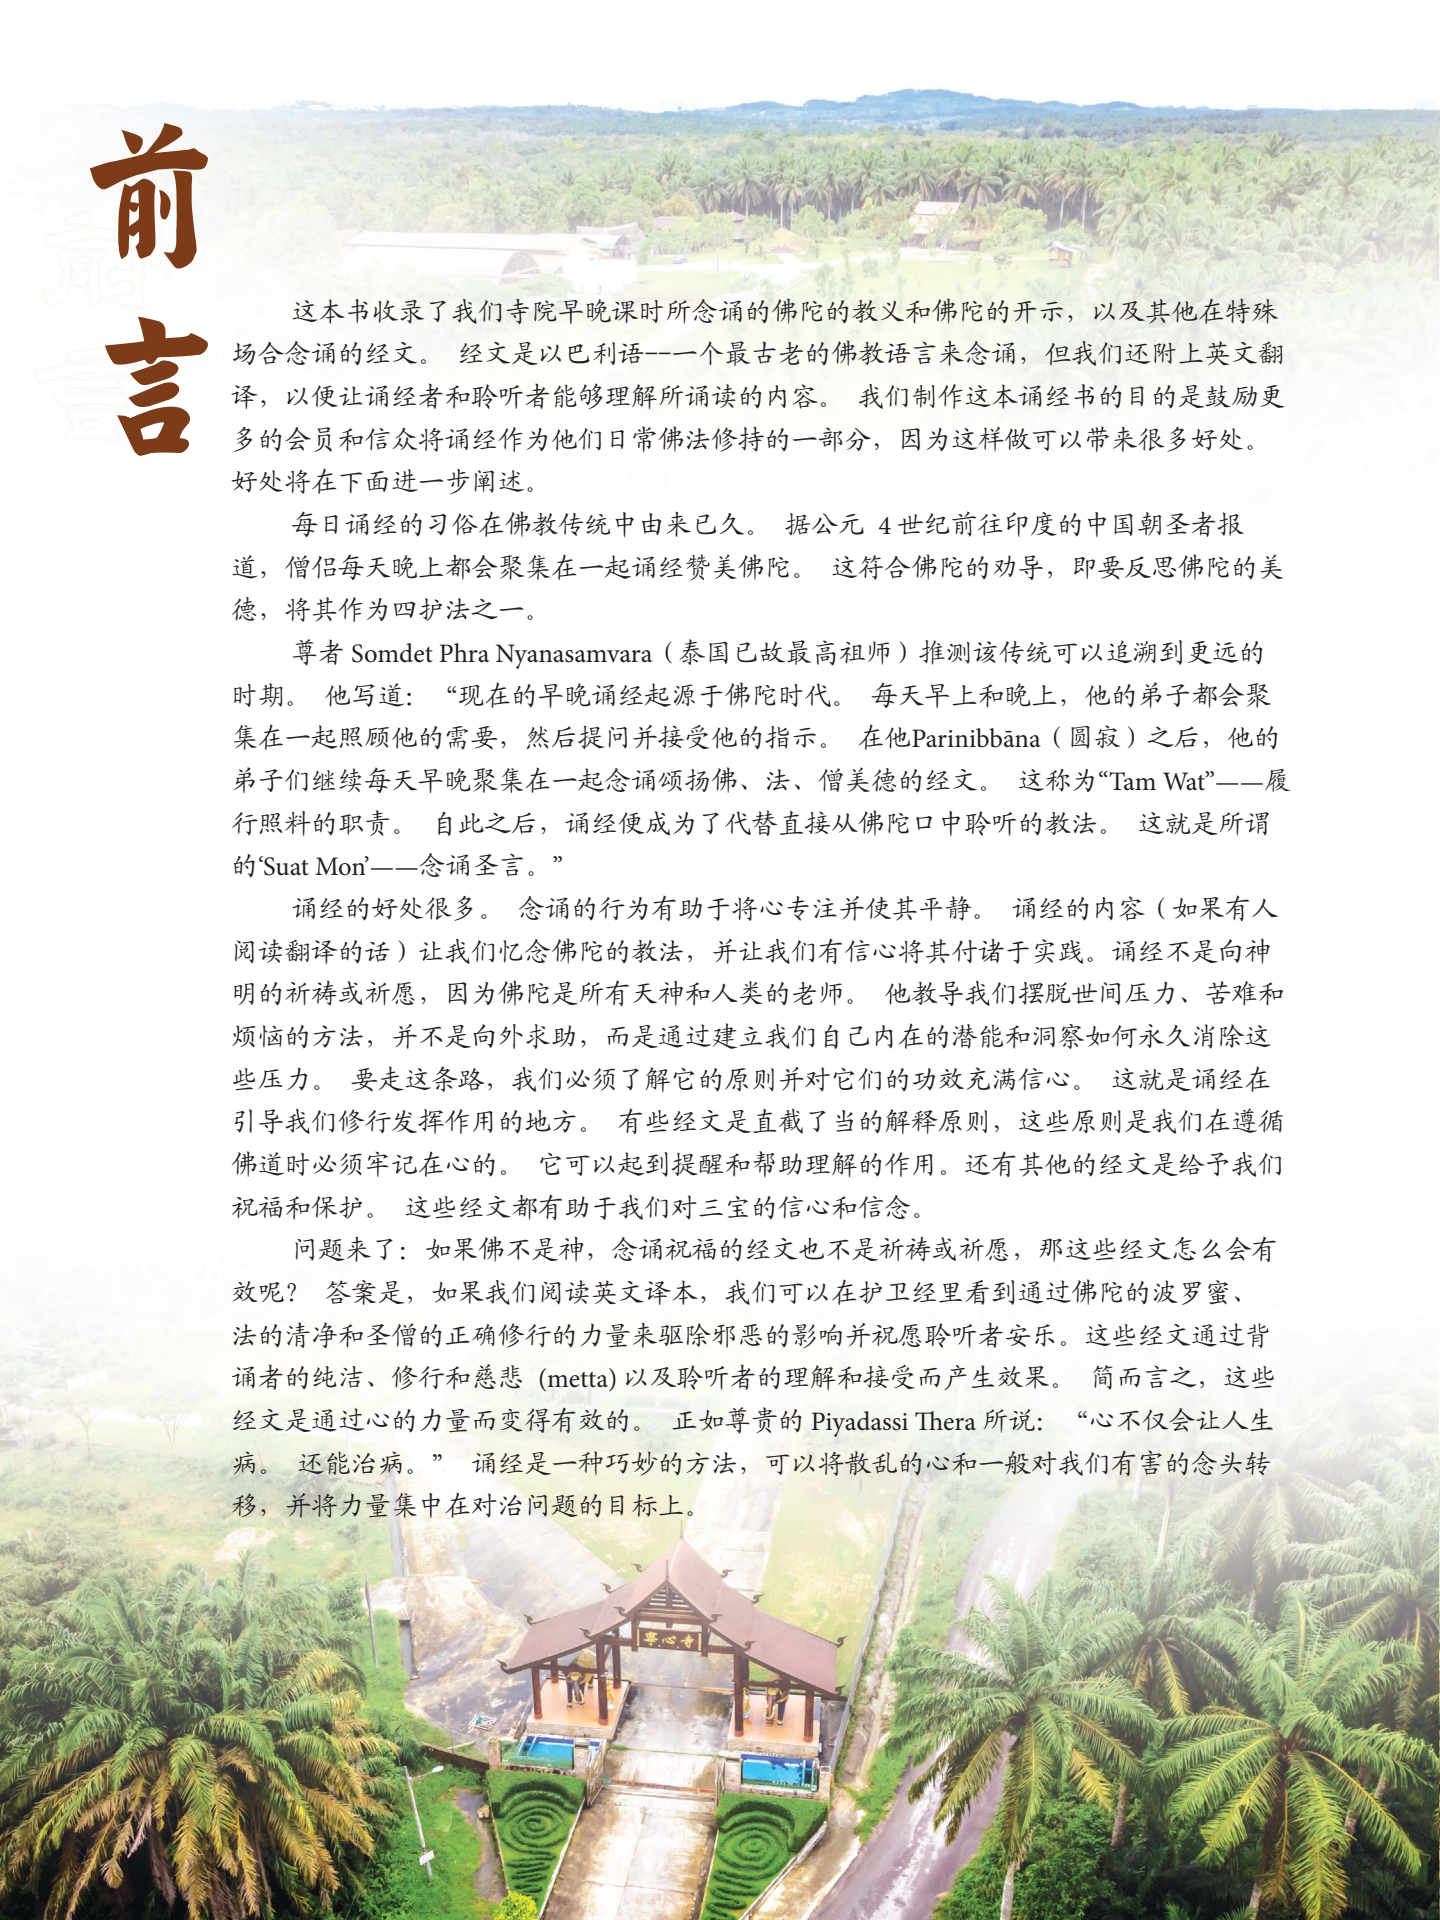 前
言
这本书收录了我们寺院早晚课时所念诵的佛陀的教义和佛陀的开示，以及其他在特殊
场合念诵的经文。 经文是以巴利语--一个最古老的佛教语言来念诵，但我们还附上英文翻
译，以便让诵经者和聆听者能够理解所诵读的内容。 我们制作这本诵经书的目的是鼓励更
多的会员和信众将诵经作为他们日常佛法修持的一部分，因为这样做可以带来很多好处。
好处将在下面进一步阐述。
每日诵经的习俗在佛教传统中由来已久。 据公元 4 世纪前往印度的中国朝圣者报
道，僧侣每天晚上都会聚集在一起诵经赞美佛陀。 这符合佛陀的劝导，即要反思佛陀的美
德，将其作为四护法之一。
尊者 Somdet Phra Nyanasamvara（泰国已故最高祖师）推测该传统可以追溯到更远的
时期。 他写道： “现在的早晚诵经起源于佛陀时代。 每天早上和晚上，他的弟子都会聚
集在一起照顾他的需要，然后提问并接受他的指示。 在他Parinibbāna（圆寂）之后，他的
弟子们继续每天早晚聚集在一起念诵颂扬佛、法、僧美德的经文。 这称为“Tam Wat”——履
行照料的职责。 自此之后，诵经便成为了代替直接从佛陀口中聆听的教法。 这就是所谓
的‘Suat Mon’——念诵圣言。”
诵经的好处很多。 念诵的行为有助于将心专注并使其平静。 诵经的内容（如果有人
阅读翻译的话）让我们忆念佛陀的教法，并让我们有信心将其付诸于实践。诵经不是向神
明的祈祷或祈愿，因为佛陀是所有天神和人类的老师。 他教导我们摆脱世间压力、苦难和
烦恼的方法，并不是向外求助，而是通过建立我们自己内在的潜能和洞察如何永久消除这
些压力。 要走这条路，我们必须了解它的原则并对它们的功效充满信心。 这就是诵经在
引导我们修行发挥作用的地方。 有些经文是直截了当的解释原则，这些原则是我们在遵循
佛道时必须牢记在心的。 它可以起到提醒和帮助理解的作用。还有其他的经文是给予我们
祝福和保护。 这些经文都有助于我们对三宝的信心和信念。
问题来了：如果佛不是神，念诵祝福的经文也不是祈祷或祈愿，那这些经文怎么会有
效呢？ 答案是，如果我们阅读英文译本，我们可以在护卫经里看到通过佛陀的波罗蜜、
法的清净和圣僧的正确修行的力量来驱除邪恶的影响并祝愿聆听者安乐。这些经文通过背
诵者的纯洁、修行和慈悲 (metta) 以及聆听者的理解和接受而产生效果。 简而言之，这些
经文是通过心的力量而变得有效的。 正如尊贵的 Piyadassi Thera 所说： “心不仅会让人生
病。 还能治病。” 诵经是一种巧妙的方法，可以将散乱的心和一般对我们有害的念头转
移，并将力量集中在对治问题的目标上。
寧心寺